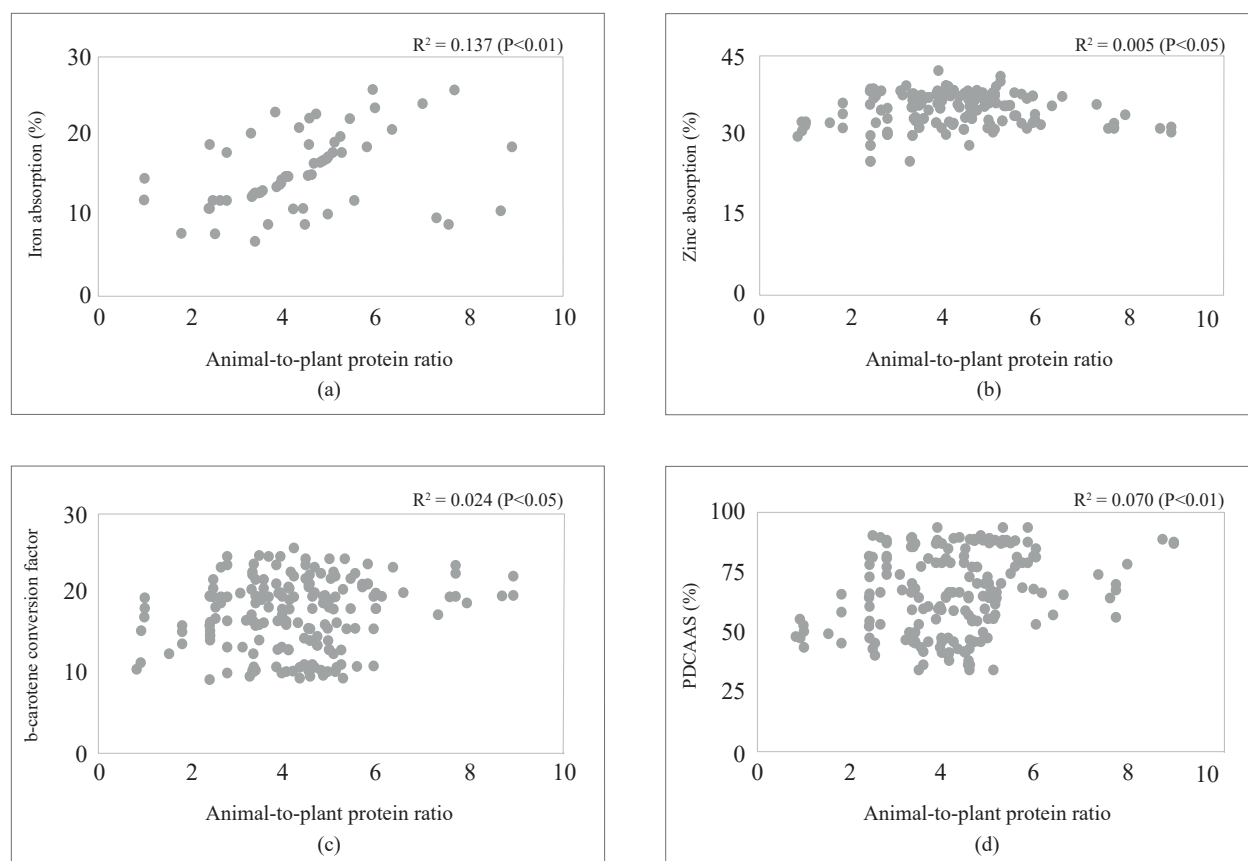 R² = 0.137 (P<0.01)
30
20
10
0
Iron absorption (%)
0 2 4 6 8 10
Animal-to-plant protein ratio
(a)
R² = 0.005 (P<0.05)
45
30
15
0
Zinc absorption (%)
0 2 4 6 8 10
Animal-to-plant protein ratio
(b)
R² = 0.024 (P<0.05)
30
20
10
0
b-carotene conversion factor
0 2 4 6 8 10
Animal-to-plant protein ratio
(c)
R² = 0.070 (P<0.01)
100
75
50
25
0
PDCAAS (%)
0 2 4 6 8 10
Animal-to-plant protein ratio
(d)